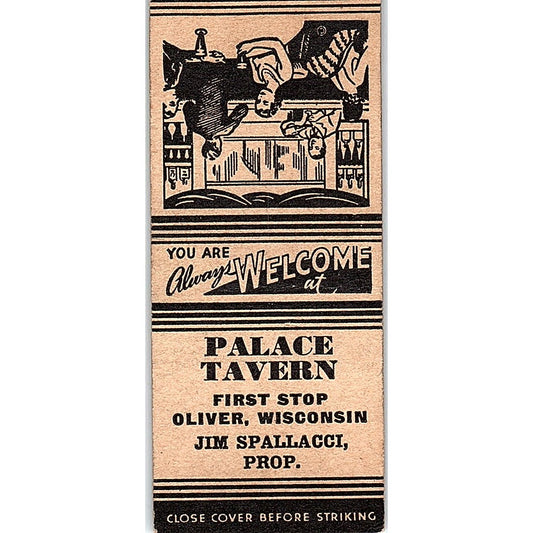 YOU ARE
Always WELCOME
at
PALACE
TAVERN
FIRST STOP
OLIVER, WISCONSIN
JIM SPALLACCI,
PROP.
CLOSE COVER BEFORE STRIKING